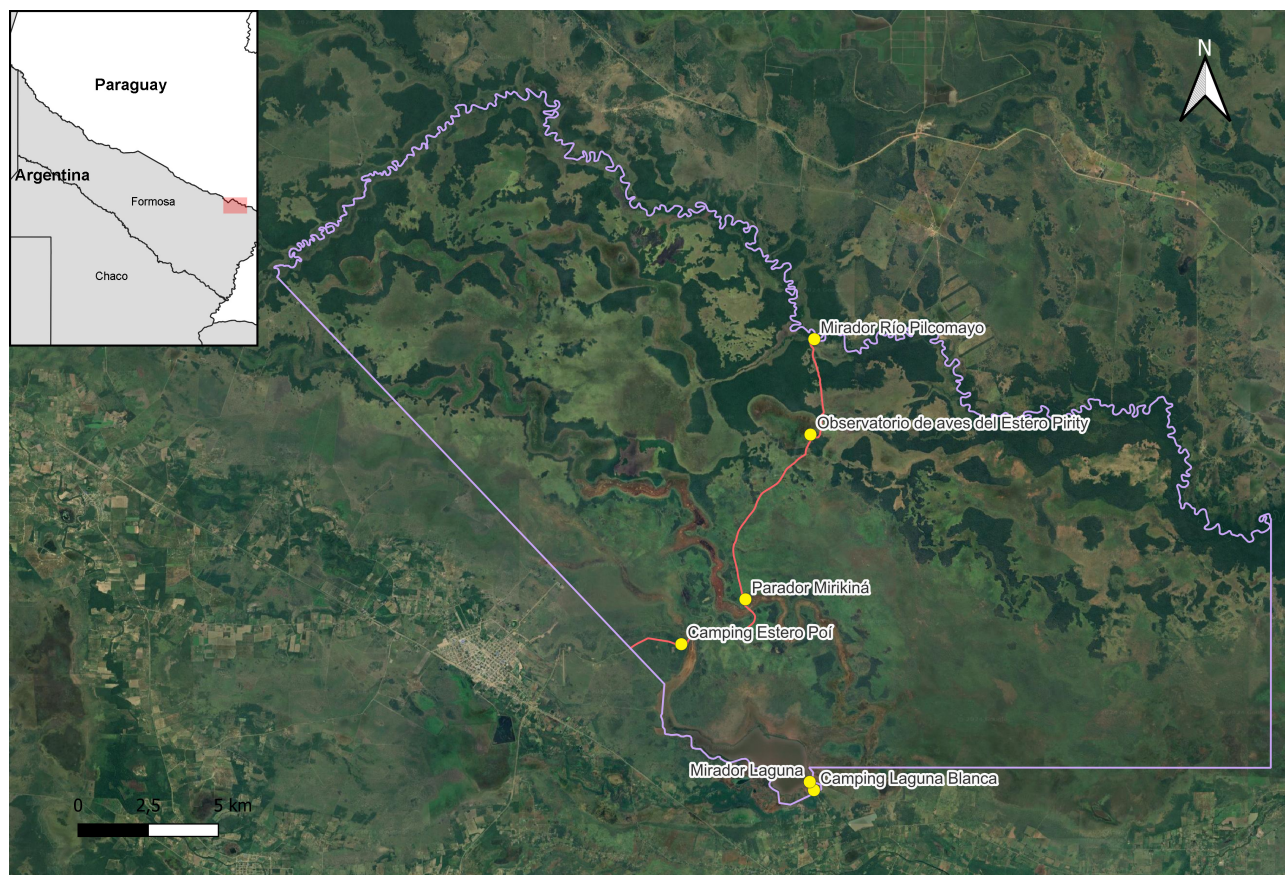 Paraguay
Argentina
Formosa
Chaco
N
Mirador Río Pilcomayo
Observatorio de aves del Estero Pirity
Parador Mirikiná
Camping Estero Poí
Mirador Laguna
Camping Laguna Blanca
0 2,5 5 km